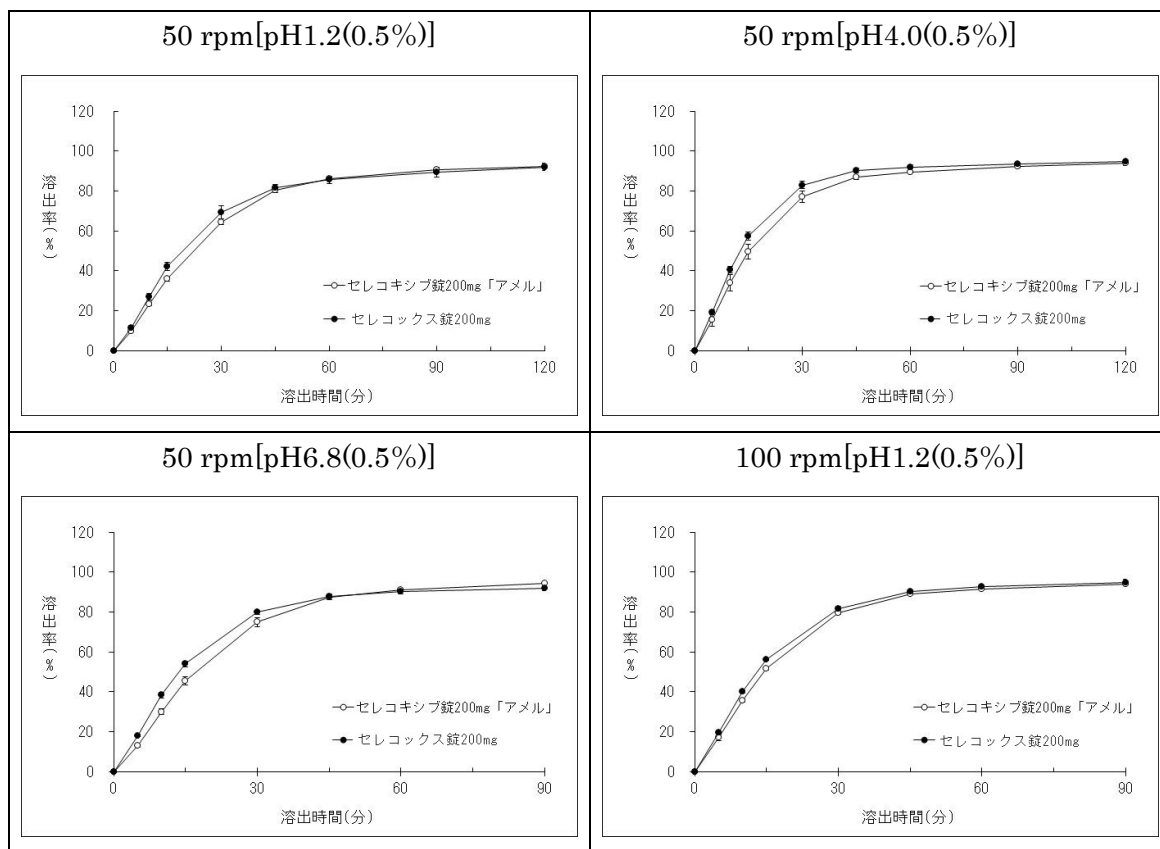 50 rpm[pH1.2(0.5%)]
120
100
80
60
40
20
0
溶出率(%)
セレコキシブ錠200mg「アメル」
セレコックス錠200mg
0 30 60 90 120
溶出時間(分)
50 rpm[pH4.0(0.5%)]
120
100
80
60
40
20
0
溶出率(%)
セレコキシブ錠200mg「アメル」
セレコックス錠200mg
0 30 60 90 120
溶出時間(分)
50 rpm[pH6.8(0.5%)]
120
100
80
60
40
20
0
溶出率(%)
セレコキシブ錠200mg「アメル」
セレコックス錠200mg
0 30 60 90
溶出時間(分)
100 rpm[pH1.2(0.5%)]
120
100
80
60
40
20
0
溶出率(%)
セレコキシブ錠200mg「アメル」
セレコックス錠200mg
0 30 60 90
溶出時間(分)